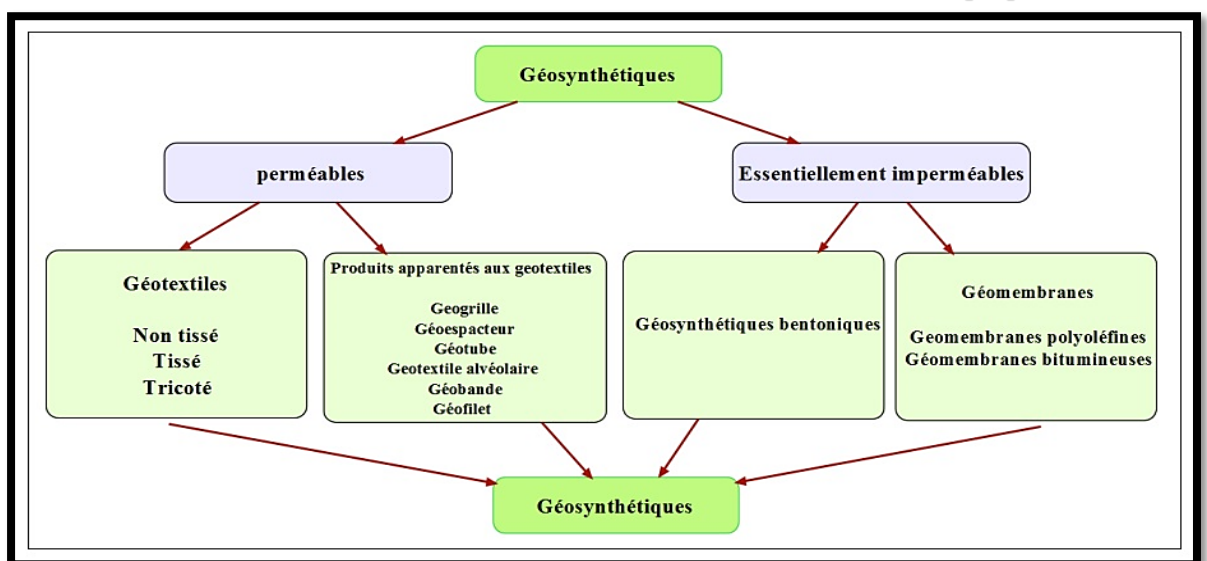 Géosynthétiques
perméables
Essentiellement imperméables
Géotextiles
Non tissé
Tissé
Tricoté
Produits apparentés aux geotextiles
Geogrille
Géoespacteur
Géotube
Geotextile alvéolaire
Géobande
Géofilet
Géosynthétiques bentoniques
Géomembranes
Geomembranes polyoléfines
Géomembranes bitumineuses
Géosynthétiques